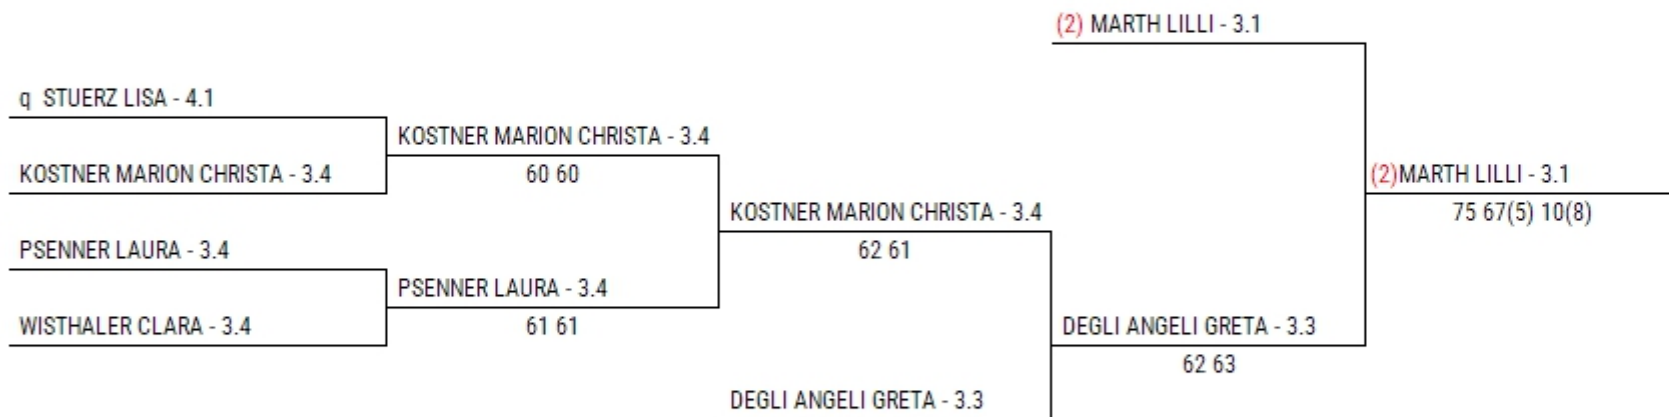 (2) MARTH LILLI - 3.1
q STUERZ LISA - 4.1
KOSTNER MARION CHRISTA - 3.4
60 60
KOSTNER MARION CHRISTA - 3.4
(2)MARTH LILLI - 3.1
75 67(5) 10(8)
KOSTNER MARION CHRISTA - 3.4
62 61
PSENNER LAURA - 3.4
PSENNER LAURA - 3.4
61 61
WISTHALER CLARA - 3.4
DEGLI ANGELI GRETA - 3.3
62 63
DEGLI ANGELI GRETA - 3.3